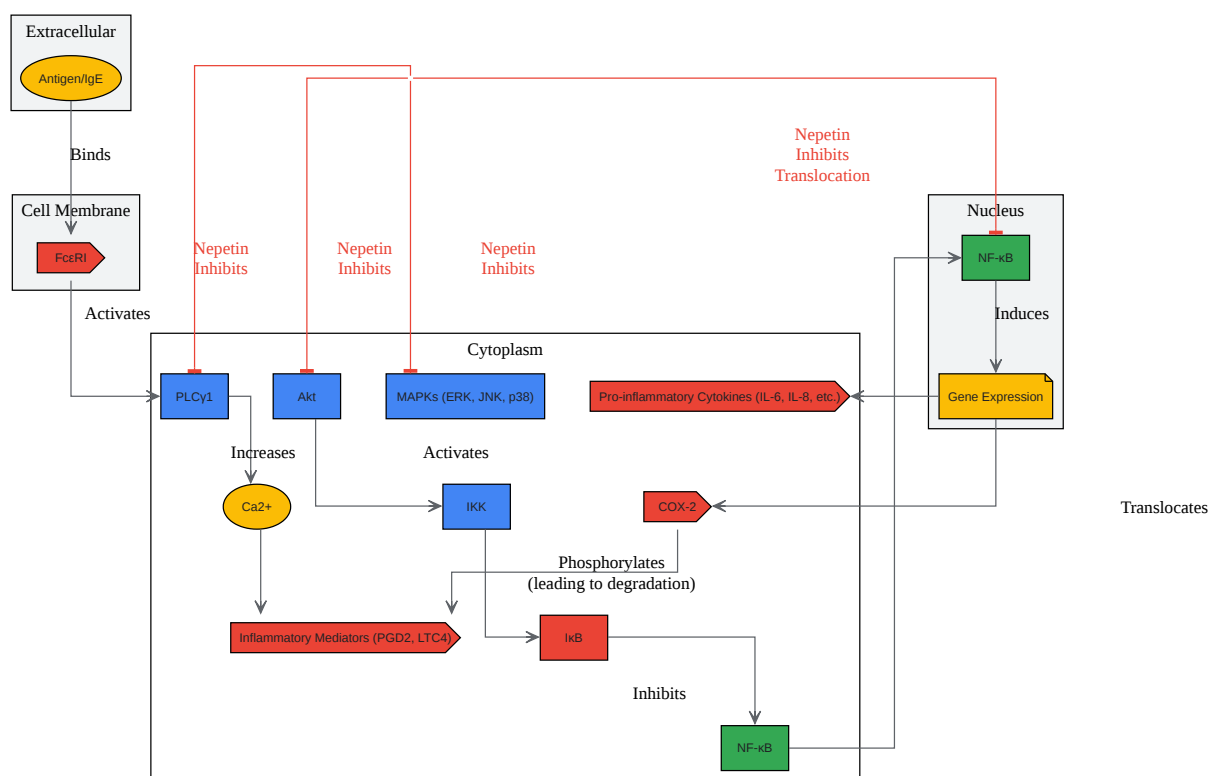 Extracellular
Antigen/IgE
Binds
Nepetin
Inhibits
Translocation
Cell Membrane
Nucleus
FcεRI
Nepetin
Inhibits
Nepetin
Inhibits
Nepetin
Inhibits
NF-κB
Activates
Induces
Cytoplasm
PLCγ1
Akt
MAPKs (ERK, JNK, p38)
Pro-inflammatory Cytokines (IL-6, IL-8, etc.)
Gene Expression
Increases
Activates
Ca2+
IKK
COX-2
Translocates
Phosphorylates
(leading to degradation)
Inflammatory Mediators (PGD2, LTC4)
IκB
Inhibits
NF-κB